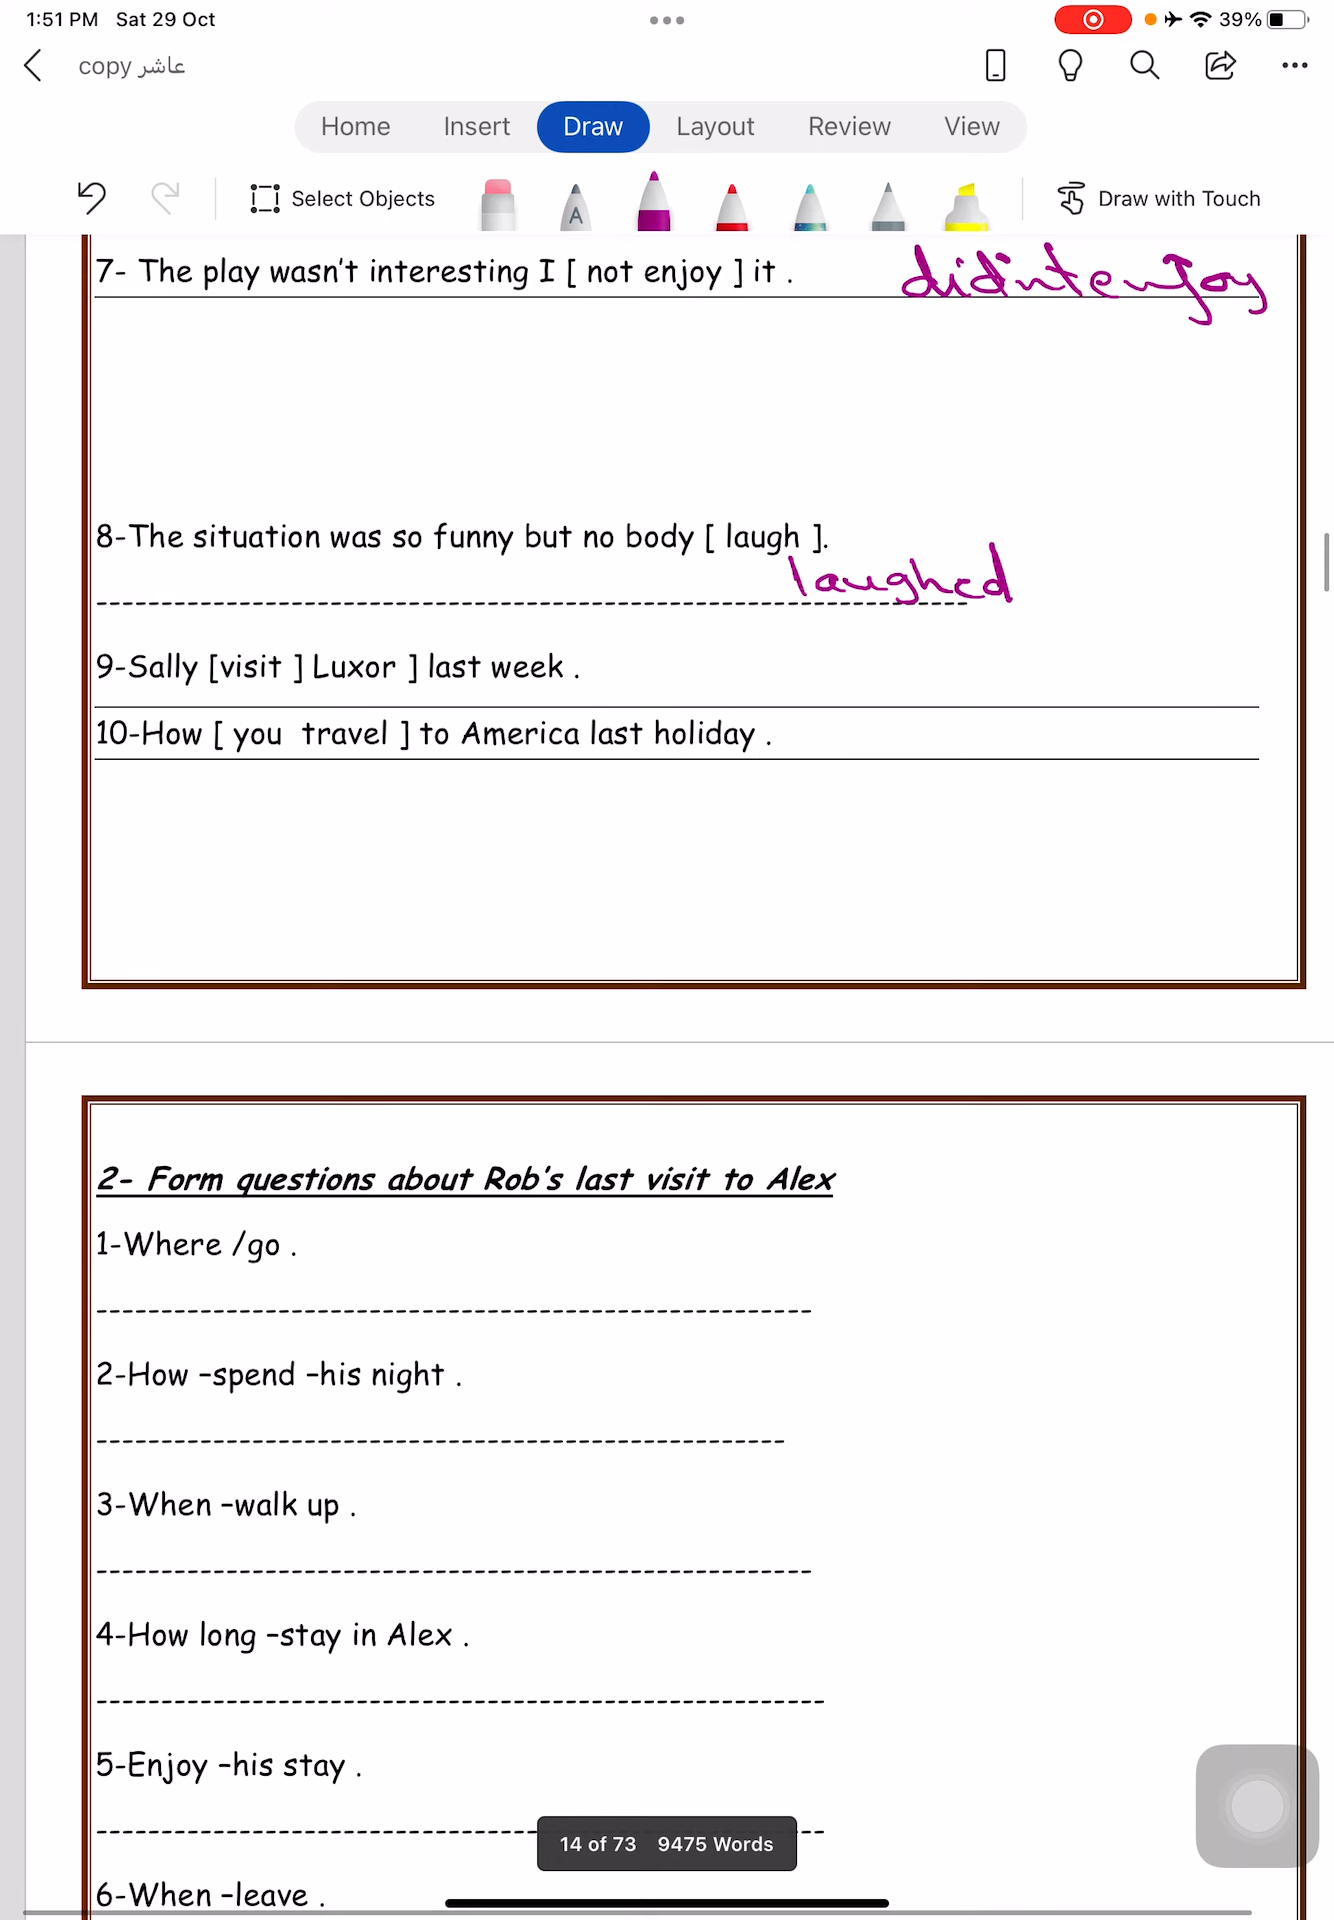 1:51 PM Sat 29 Oct 39%
copy عاشر
Home Insert Draw Layout Review View
Select Objects A Draw with Touch
7- The play wasn't interesting I [ not enjoy ] it . didn't enjoy
8-The situation was so funny but no body [ laugh ].
laughed
9-Sally [visit ] Luxor ] last week .
10-How [ you travel ] to America last holiday .
2- Form questions about Rob's last visit to Alex
1-Where /go .
2-How -spend -his night .
3-When -walk up .
4-How long -stay in Alex .
5-Enjoy -his stay .
14 of 73 9475 Words
6-When -leave .